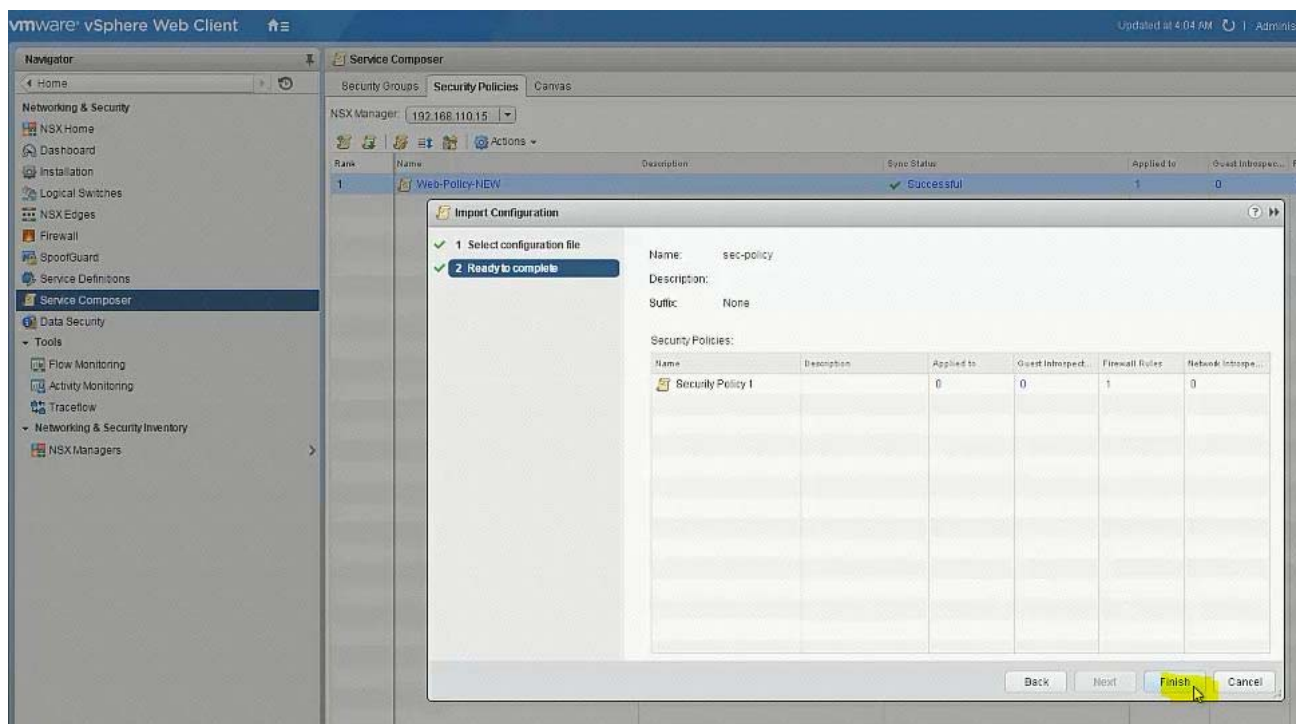 vmware® vSphere Web Client
Updated at 4:04 AM | Adminis
Navigator
Home
Networking & Security
NSX Home
Dashboard
Installation
Logical Switches
NSX Edges
Firewall
SpoofGuard
Service Definitions
Service Composer
Data Security
Tools
Flow Monitoring
Activity Monitoring
Traceflow
Networking & Security Inventory
NSX Managers
Service Composer
Security Groups Security Policies Canvas
NSX Manager: 192.168.110.15
Actions
Rank Name Description Sync Status Applied to Guest Introspec...
1 Web-Policy-NEW Successful 1 0
Import Configuration
1 Select configuration file
2 Ready to complete
Name: sec-policy
Description:
Suffix: None
Security Policies:
Name Description Applied to Guest Introspect... Firewall Rules Network Introspe...
Security Policy 1 0 0 1 0
Back Next Finish Cancel